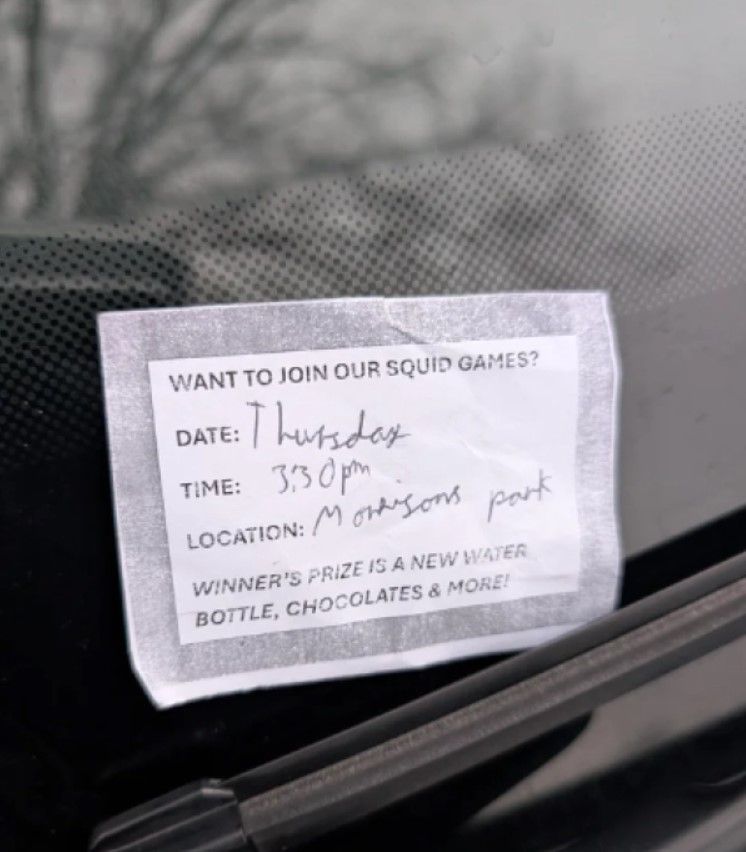 WANT TO JOIN OUR SQUID GAMES?
DATE: Thursday
TIME: 3:30pm
LOCATION: Morrisons park
WINNER'S PRIZE IS A NEW WATER
BOTTLE, CHOCOLATES & MORE!